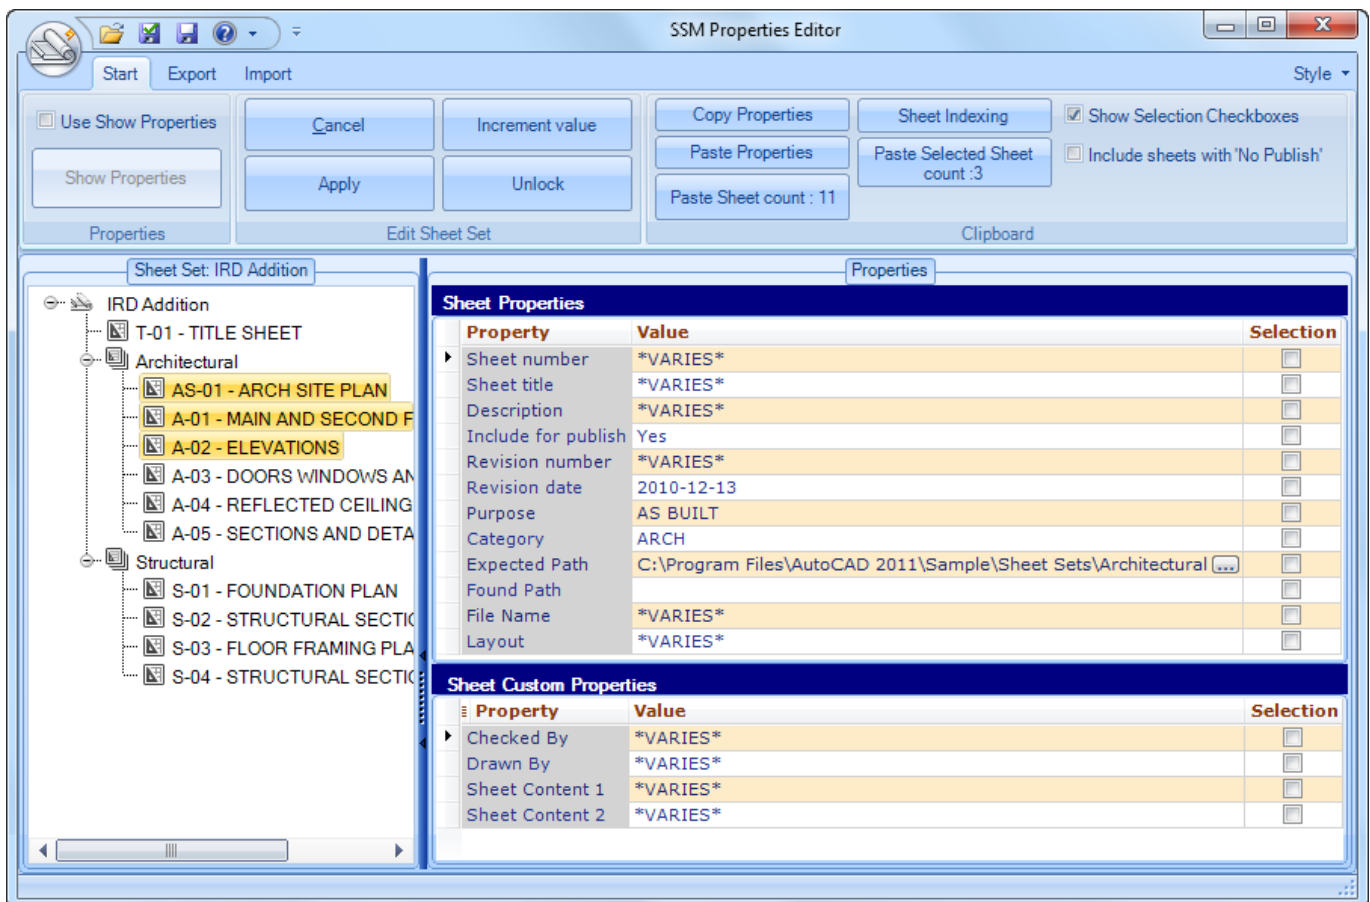 SSM Properties Editor
Start Export Import Style
Use Show Properties
Show Properties
Properties
Cancel Increment value
Apply Unlock
Edit Sheet Set
Copy Properties Sheet Indexing
Paste Properties Paste Selected Sheet
count :3
Paste Sheet count : 11
Show Selection Checkboxes
Include sheets with 'No Publish'
Clipboard
Sheet Set: IRD Addition
IRD Addition
T-01 - TITLE SHEET
Architectural
AS-01 - ARCH SITE PLAN
A-01 - MAIN AND SECOND F
A-02 - ELEVATIONS
A-03 - DOORS WINDOWS AN
A-04 - REFLECTED CEILING
A-05 - SECTIONS AND DETA
Structural
S-01 - FOUNDATION PLAN
S-02 - STRUCTURAL SECTI
S-03 - FLOOR FRAMING PLA
S-04 - STRUCTURAL SECTI
Properties
Sheet Properties
Property Value Selection
Sheet number *VARIES*
Sheet title *VARIES*
Description *VARIES*
Include for publish Yes
Revision number *VARIES*
Revision date 2010-12-13
Purpose AS BUILT
Category ARCH
Expected Path C:\Program Files\AutoCAD 2011\Sample\Sheet Sets\Architectural ...
Found Path
File Name *VARIES*
Layout *VARIES*
Sheet Custom Properties
Property Value Selection
Checked By *VARIES*
Drawn By *VARIES*
Sheet Content 1 *VARIES*
Sheet Content 2 *VARIES*